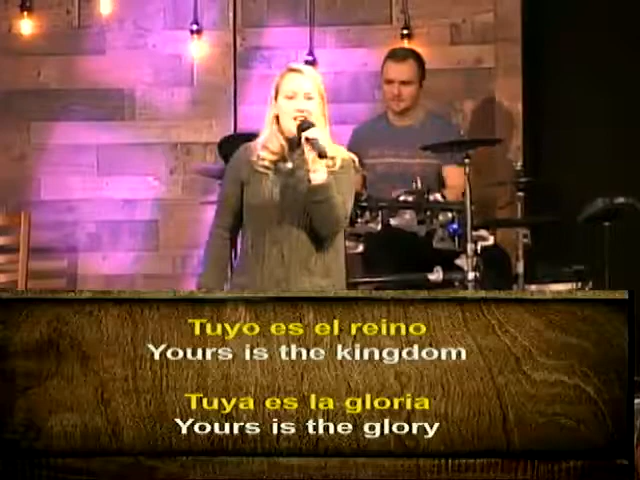 Tuyo es el reino
Yours is the kingdom
Tuya es la gloria
Yours is the glory